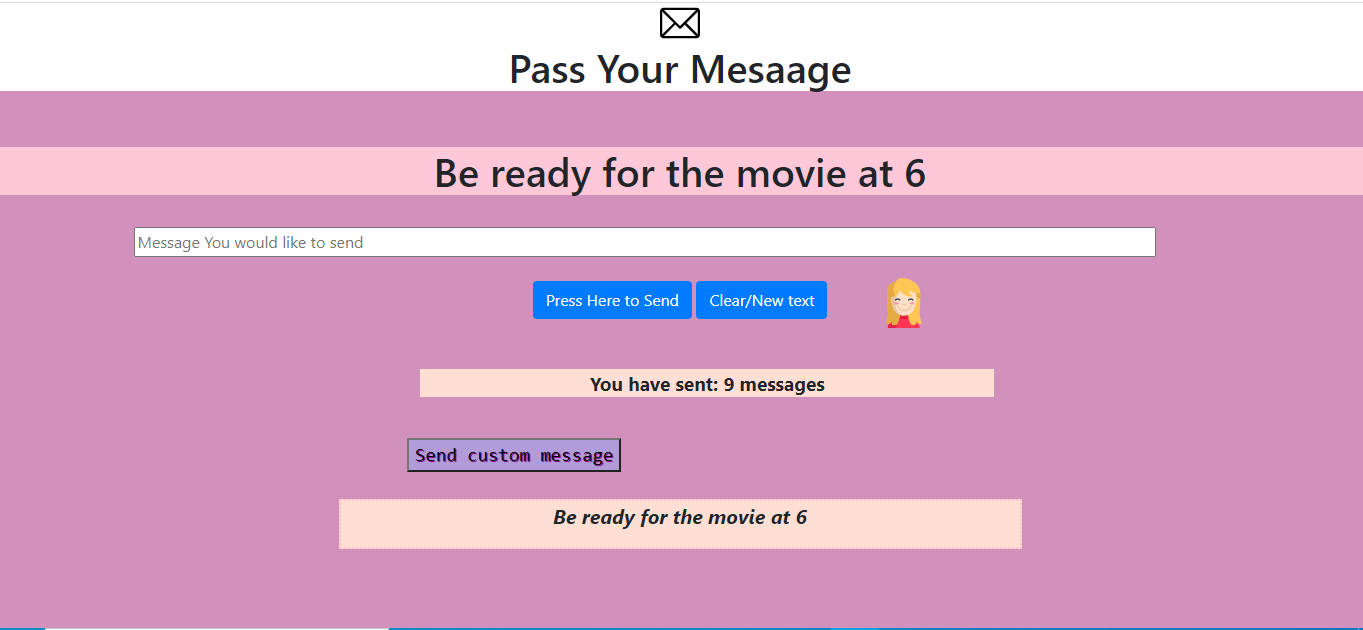 Pass Your Mesaage
Be ready for the movie at 6
Message You would like to send
Press Here to Send Clear/New text
You have sent: 9 messages
Send custom message
Be ready for the movie at 6